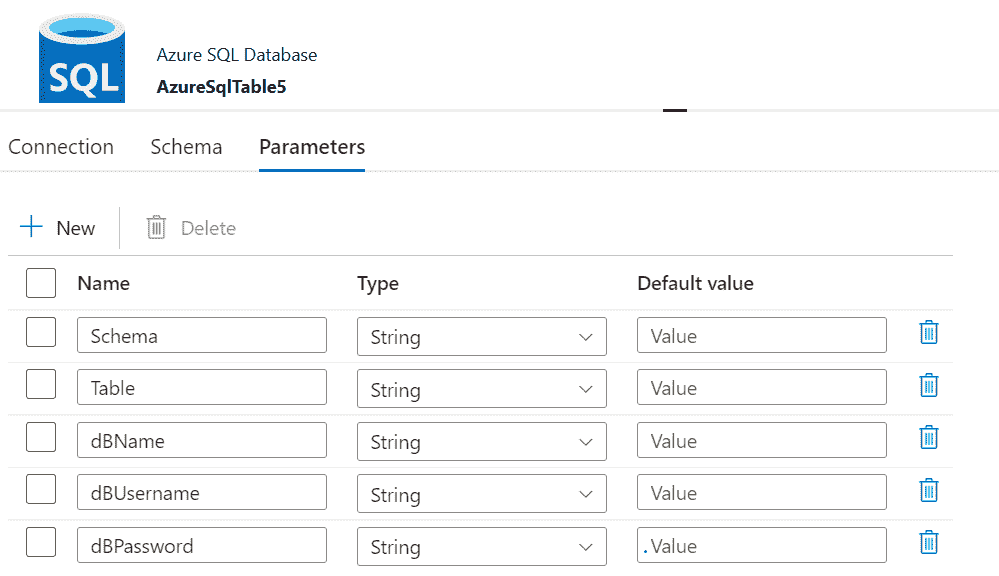 SQL
Azure SQL Database
AzureSqlTable5
Connection Schema Parameters
New Delete
Name Type Default value
Schema String Value
Table String Value
dBName String Value
dBUsername String Value
dBPassword String Value